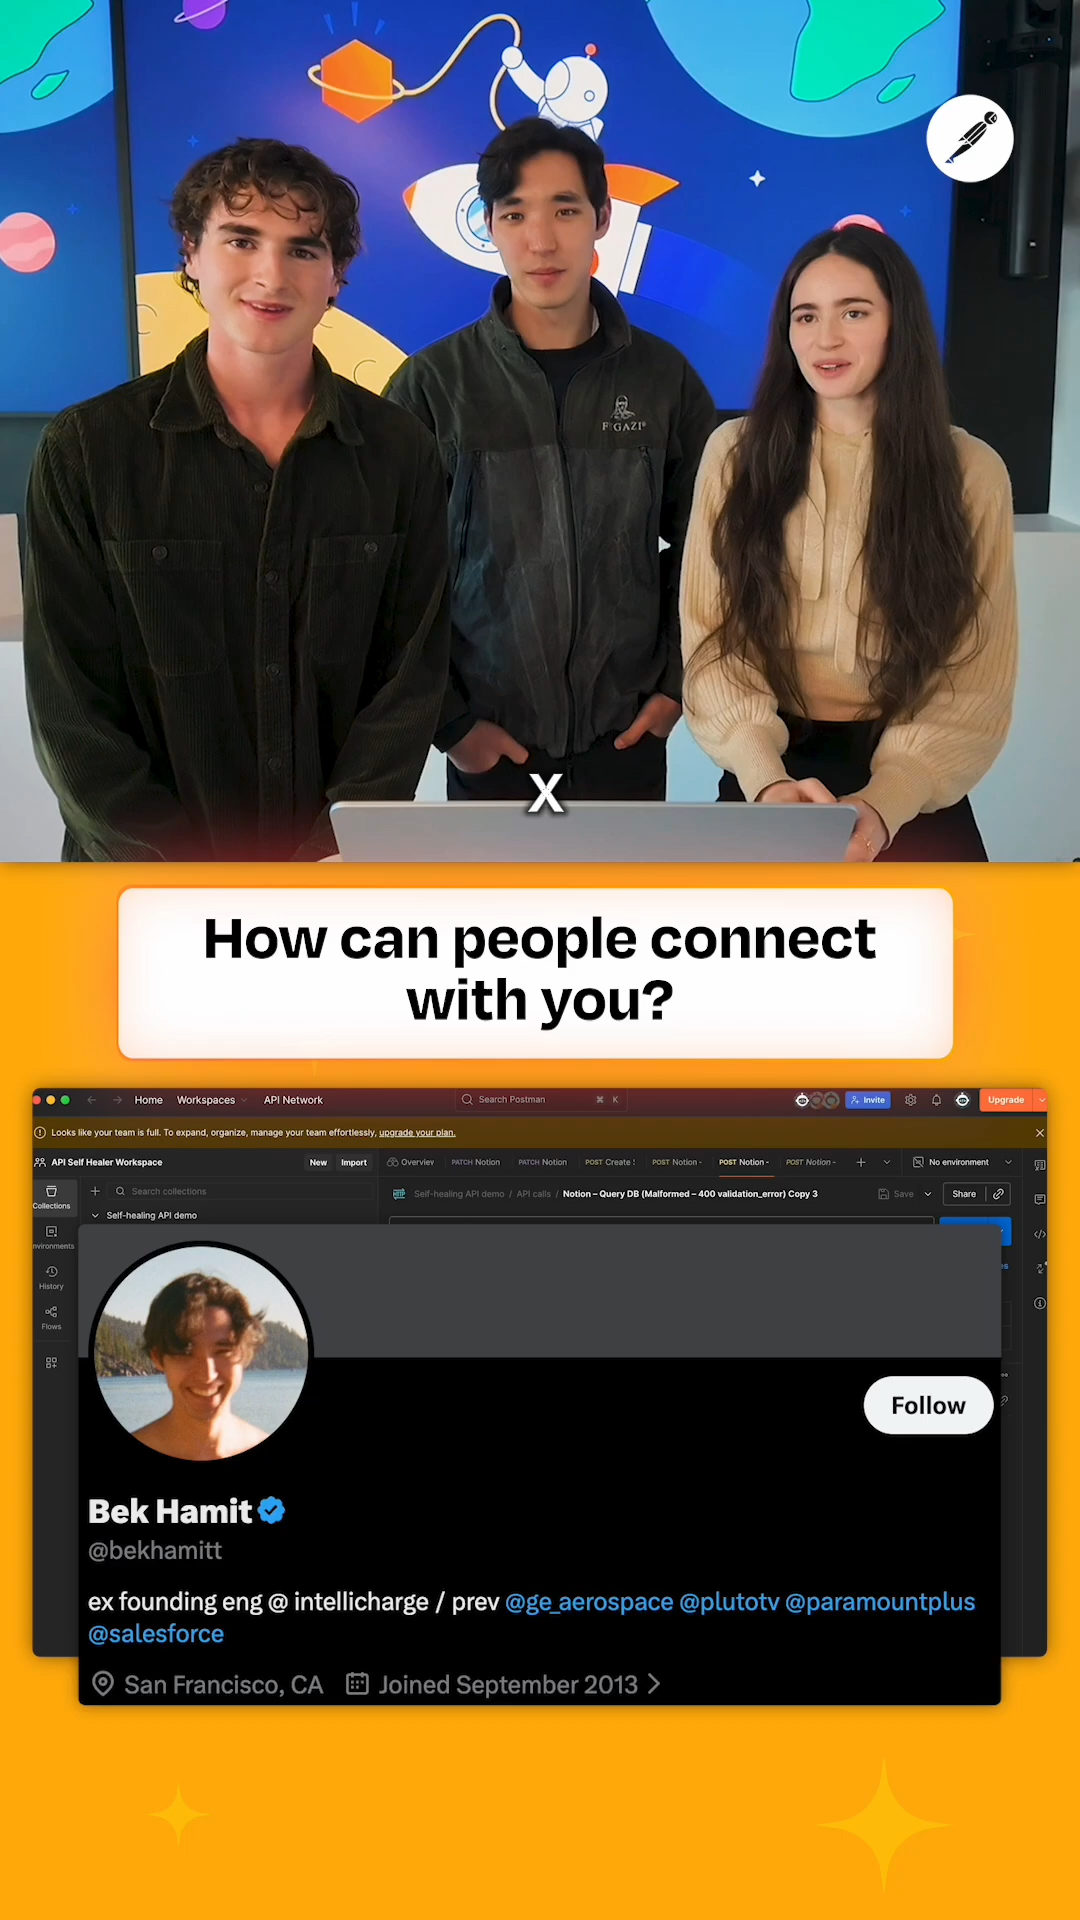 FUGAZI®
X
How can people connect
with you?
Home Workspaces API Network Search Postman ⌘ K Invite Upgrade
Looks like your team is full. To expand, organize, manage your team effortlessly, upgrade your plan.
API Self Healer Workspace New Import Overview PATCH Notion PATCH Notion POST Create POST Notion - POST Notion - POST Notion - No environment
Collections Search collections Self-healing API demo / API calls / Notion – Query DB (Malformed – 400 validation_error) Copy 3 Save Share
Self-healing API demo
History
Flows
Follow
Bek Hamit
@bekhamitt
ex founding eng @ intellicharge / prev @ge_aerospace @plutotv @paramountplus
@salesforce
San Francisco, CA Joined September 2013